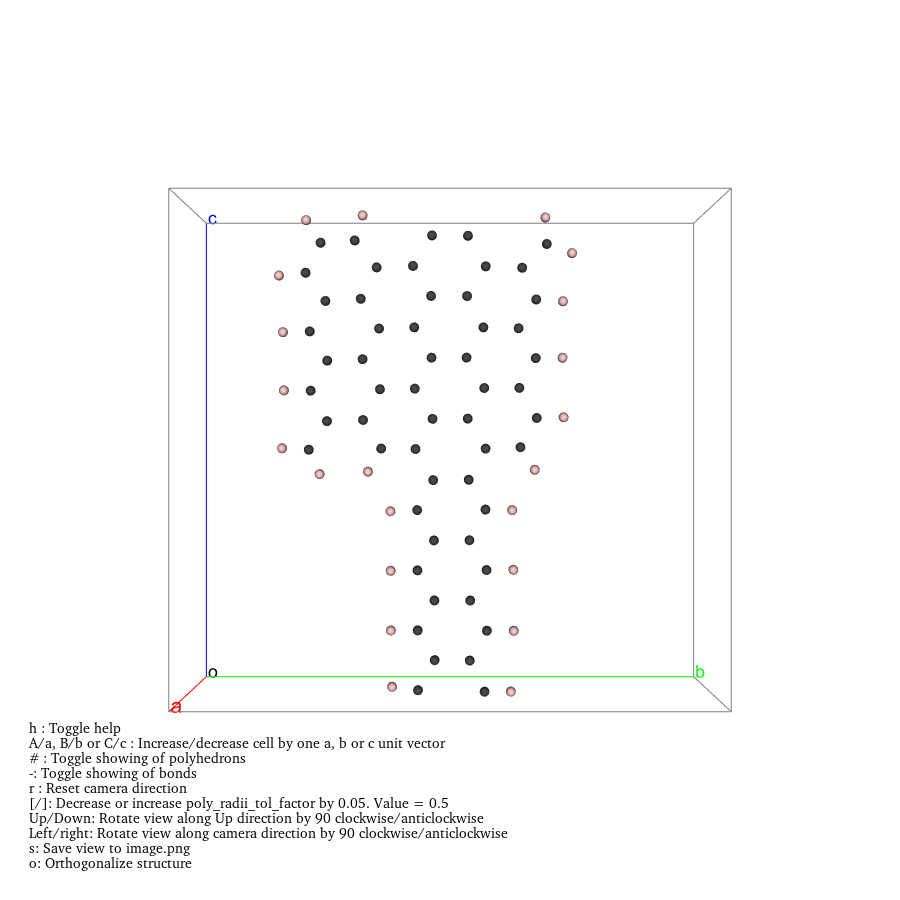 c
o
b
a
h : Toggle help
A/a, B/b or C/c : Increase/decrease cell by one a, b or c unit vector
# : Toggle showing of polyhedrons
-: Toggle showing of bonds
r : Reset camera direction
[/]: Decrease or increase poly_radii_tol_factor by 0.05. Value = 0.5
Up/Down: Rotate view along Up direction by 90 clockwise/anticlockwise
Left/right: Rotate view along camera direction by 90 clockwise/anticlockwise
s: Save view to image.png
o: Orthogonalize structure